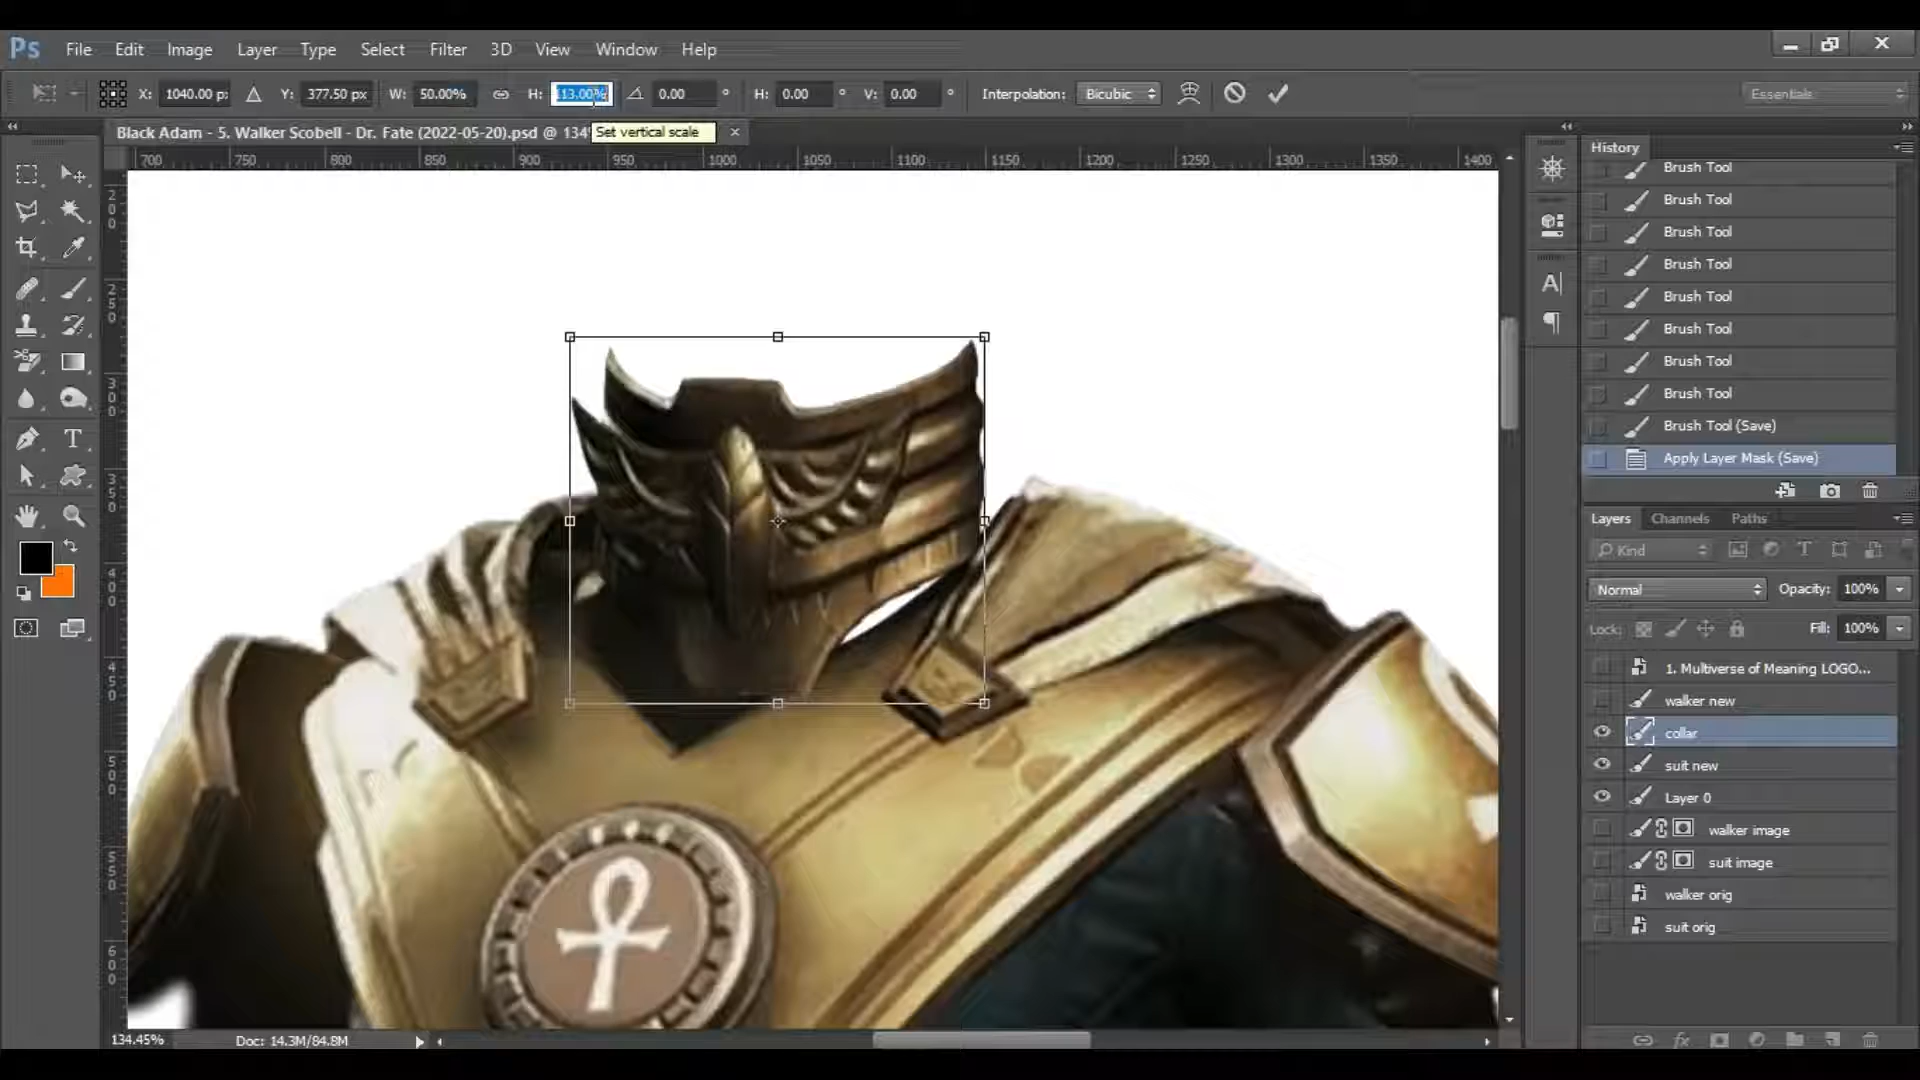 Ps File Edit Image Layer Type Select Filter 3D View Window Help
X: 1040.00 p: Y: 377.50 px W: 50.00% H: 113.00% 0.00 ° H: 0.00 ° V: 0.00 ° Interpolation: Bicubic Essentials
Black Adam - 5. Walker Scobell - Dr. Fate (2022-05-20).psd @ 134
Set vertical scale
History
700 750 800 850 900 950 1000 1050 1100 1150 1200 1250 1300 1350 1400
Brush Tool
Brush Tool
Brush Tool
Brush Tool
Brush Tool
Brush Tool
Brush Tool
Brush Tool
Brush Tool (Save)
Apply Layer Mask (Save)
Layers Channels Paths
Kind
Normal Opacity: 100%
Lock: Fill: 100%
1. Multiverse of Meaning LOGO...
walker new
collar
suit new
Layer 0
walker image
suit image
walker orig
suit orig
134.45% Doc: 14.3M/84.8M